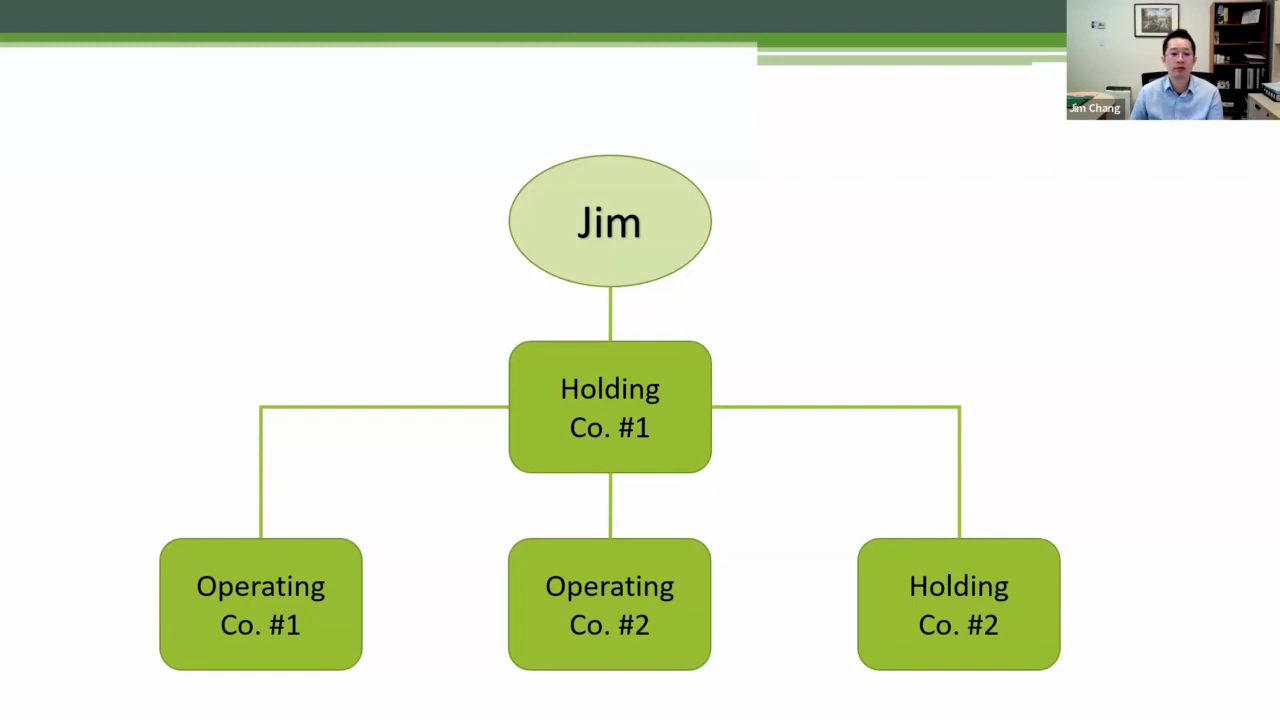 Jim Chang
Jim
Holding
Co. #1
Operating
Co. #1
Operating
Co. #2
Holding
Co. #2